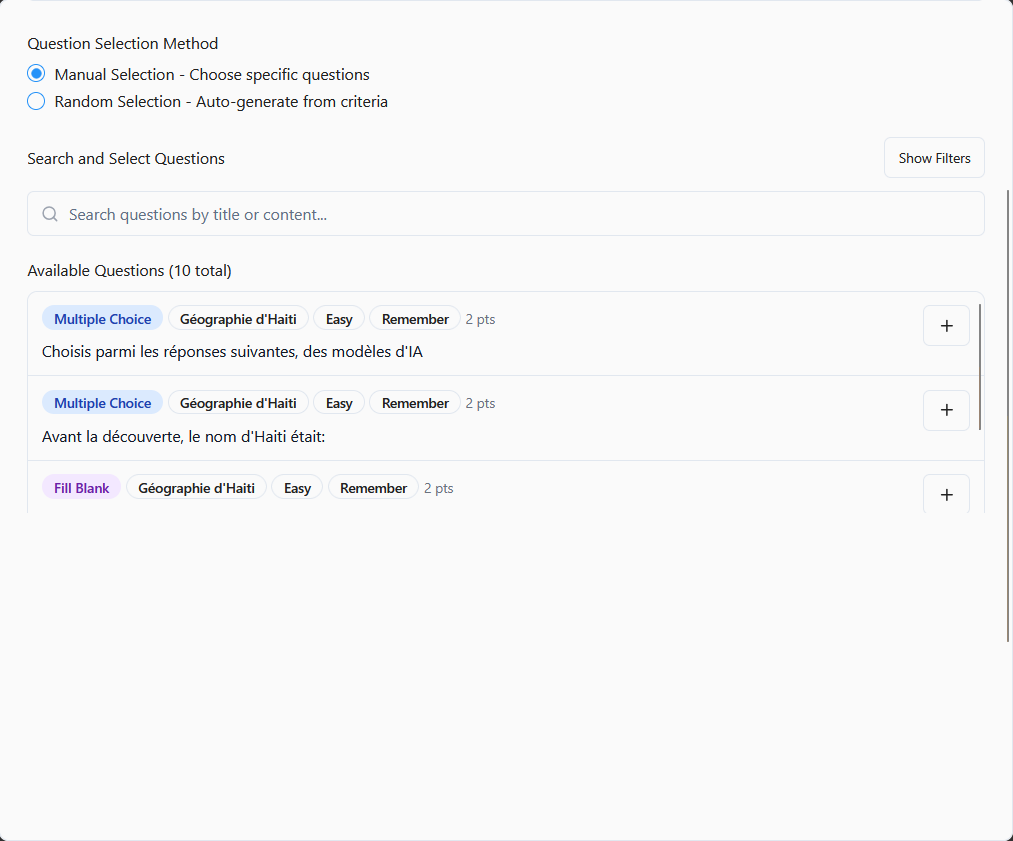 Question Selection Method
Manual Selection - Choose specific questions
Random Selection - Auto-generate from criteria
Search and Select Questions
Show Filters
Search questions by title or content...
Available Questions (10 total)
Multiple Choice Géographie d'Haiti Easy Remember 2 pts
+
Choisis parmi les réponses suivantes, des modèles d'IA
Multiple Choice Géographie d'Haiti Easy Remember 2 pts
+
Avant la découverte, le nom d'Haiti était:
Fill Blank Géographie d'Haiti Easy Remember 2 pts
+